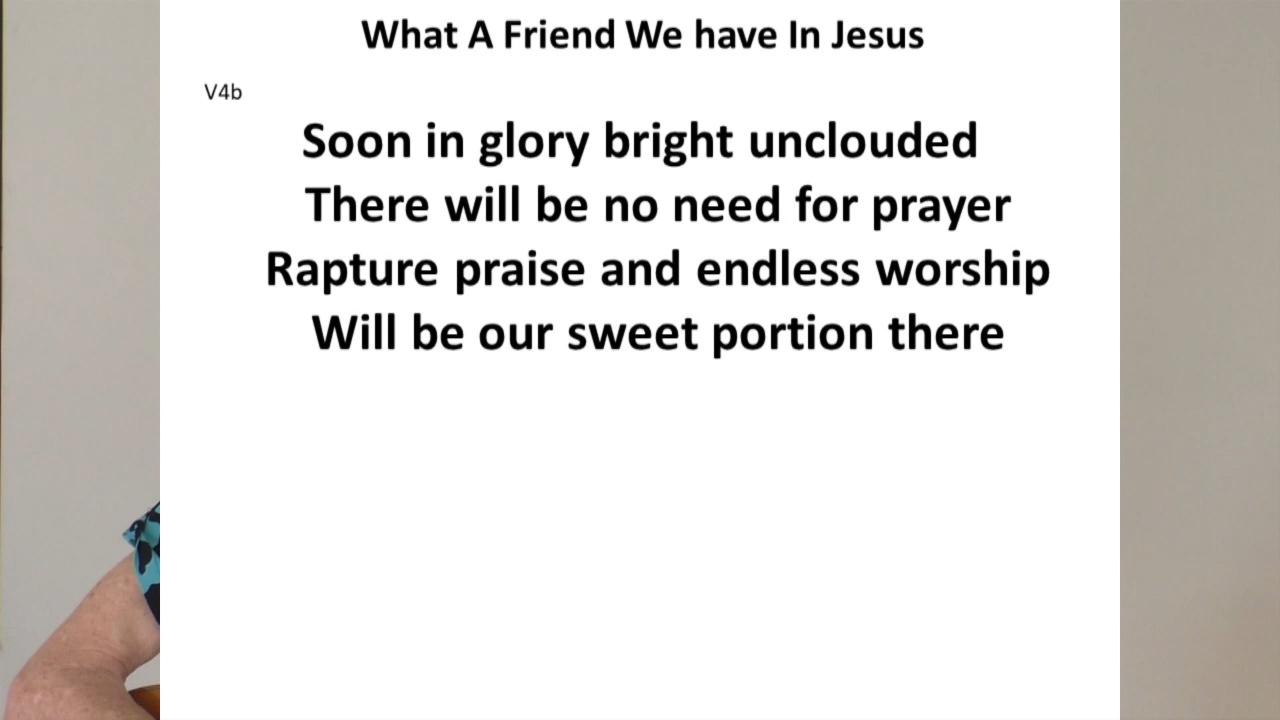 What A Friend We have In Jesus
V4b
Soon in glory bright unclouded
There will be no need for prayer
Rapture praise and endless worship
Will be our sweet portion there